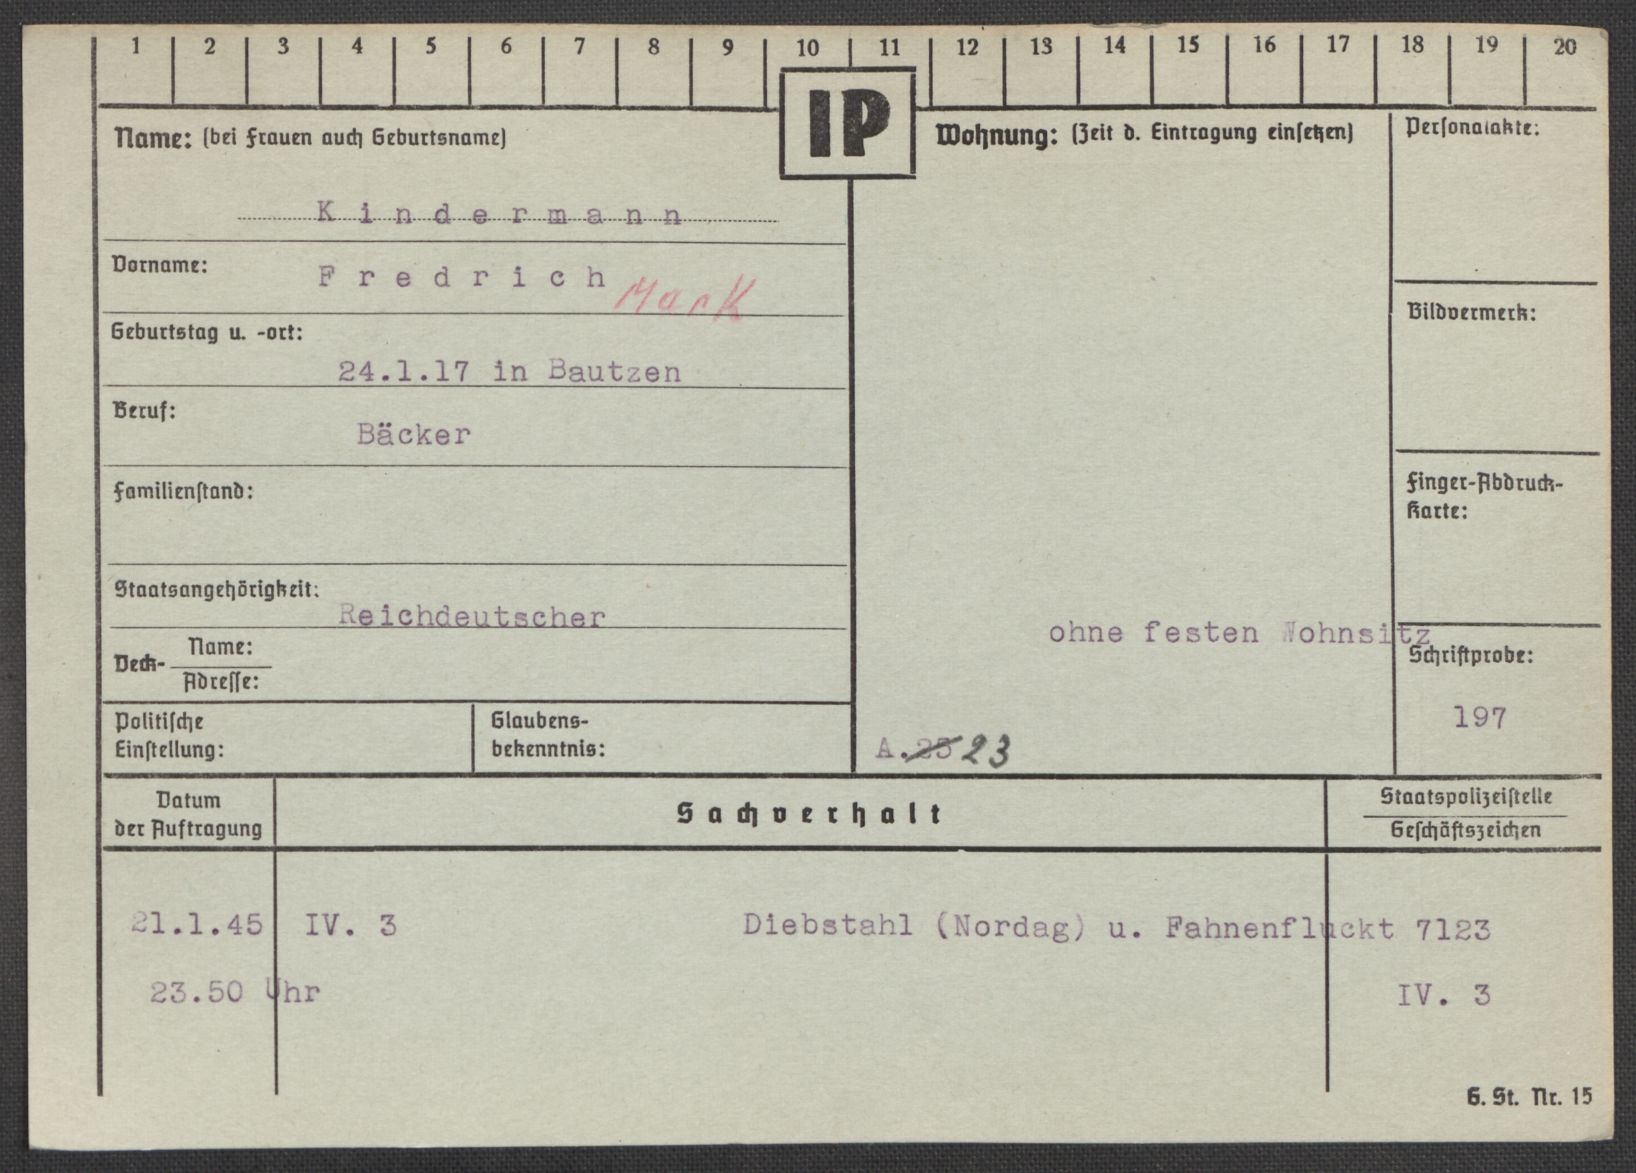 1 2 3 4 5 6 7 8 9 10 11 12 13 14 15 16 17 18 19 20
IP
Name: (bei Frauen auch Geburtsname)
Kindermann
Vorname:
Fredrich Mark
Geburtstag u. -ort:
24.1.17 in Bautzen
Beruf:
Bäcker
Familienstand:
Staatsangehörigkeit:
Reichdeutscher
Deck-
Name:
Adresse:
Politische
Einstellung:
Glaubens-
bekenntnis:
Wohnung: (Zeit d. Eintragung einsetzen)
ohne festen Wohnsitz
A. 25 23
Personalakte:
Bildvermerk:
Finger-Abdruck-
Karte:
Schriftprobe:
197
Datum
der Auftragung
Sachverhalt
Staatspolizeistelle
Geschäftszeichen
21.1.45 IV. 3 Diebstahl (Nordag) u. Fahnenfluckt 7123
23.50 Uhr IV. 3
G. St. Nr. 15